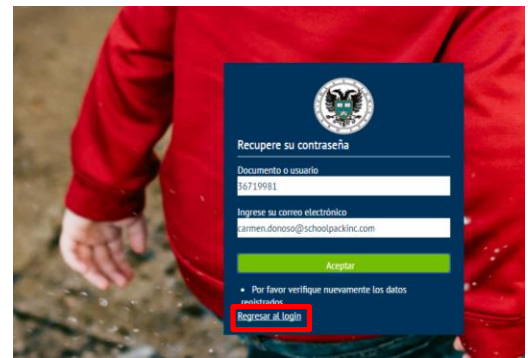 Recupere su contraseña
Documento o usuario
36719981
Ingrese su correo electrónico
carmen.donoso@schoolpackinc.com
Aceptar
• Por favor verifique nuevamente los datos
registrados
Regresar al login